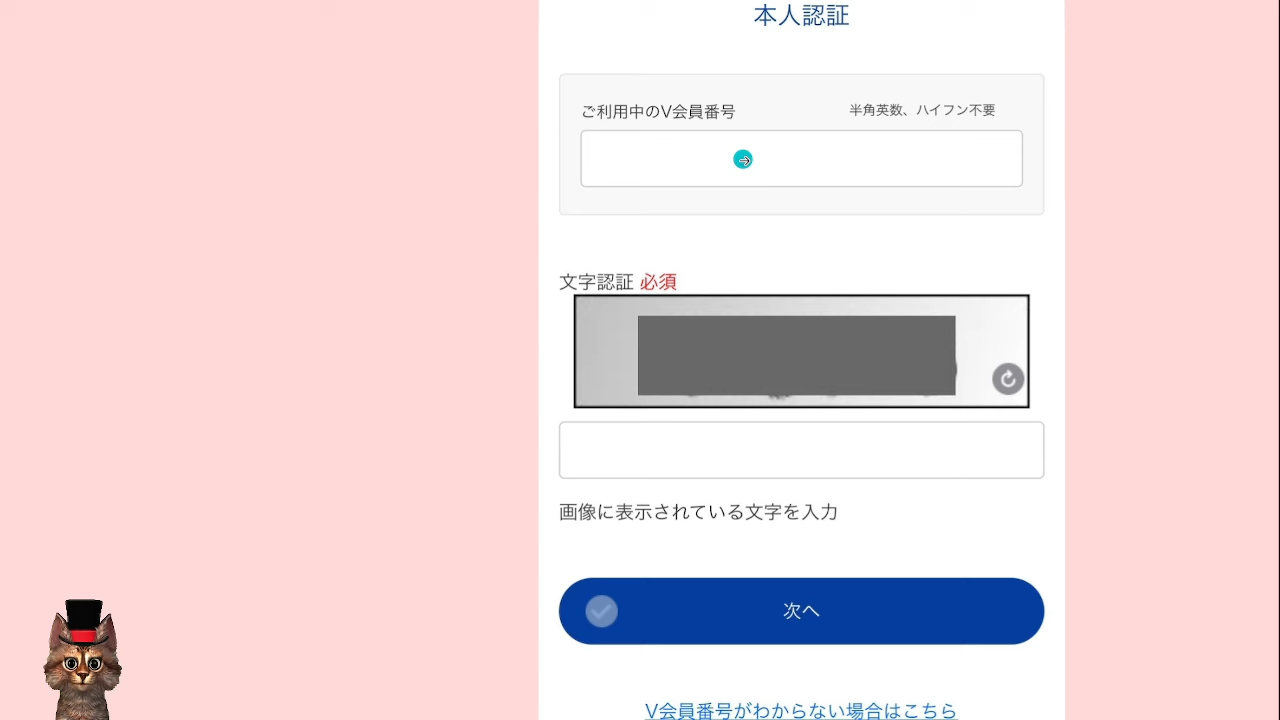 本人認証
ご利用中のV会員番号 半角英数、ハイフン不要
文字認証 必須
画像に表示されている文字を入力
次へ
V会員番号がわからない場合はこちら